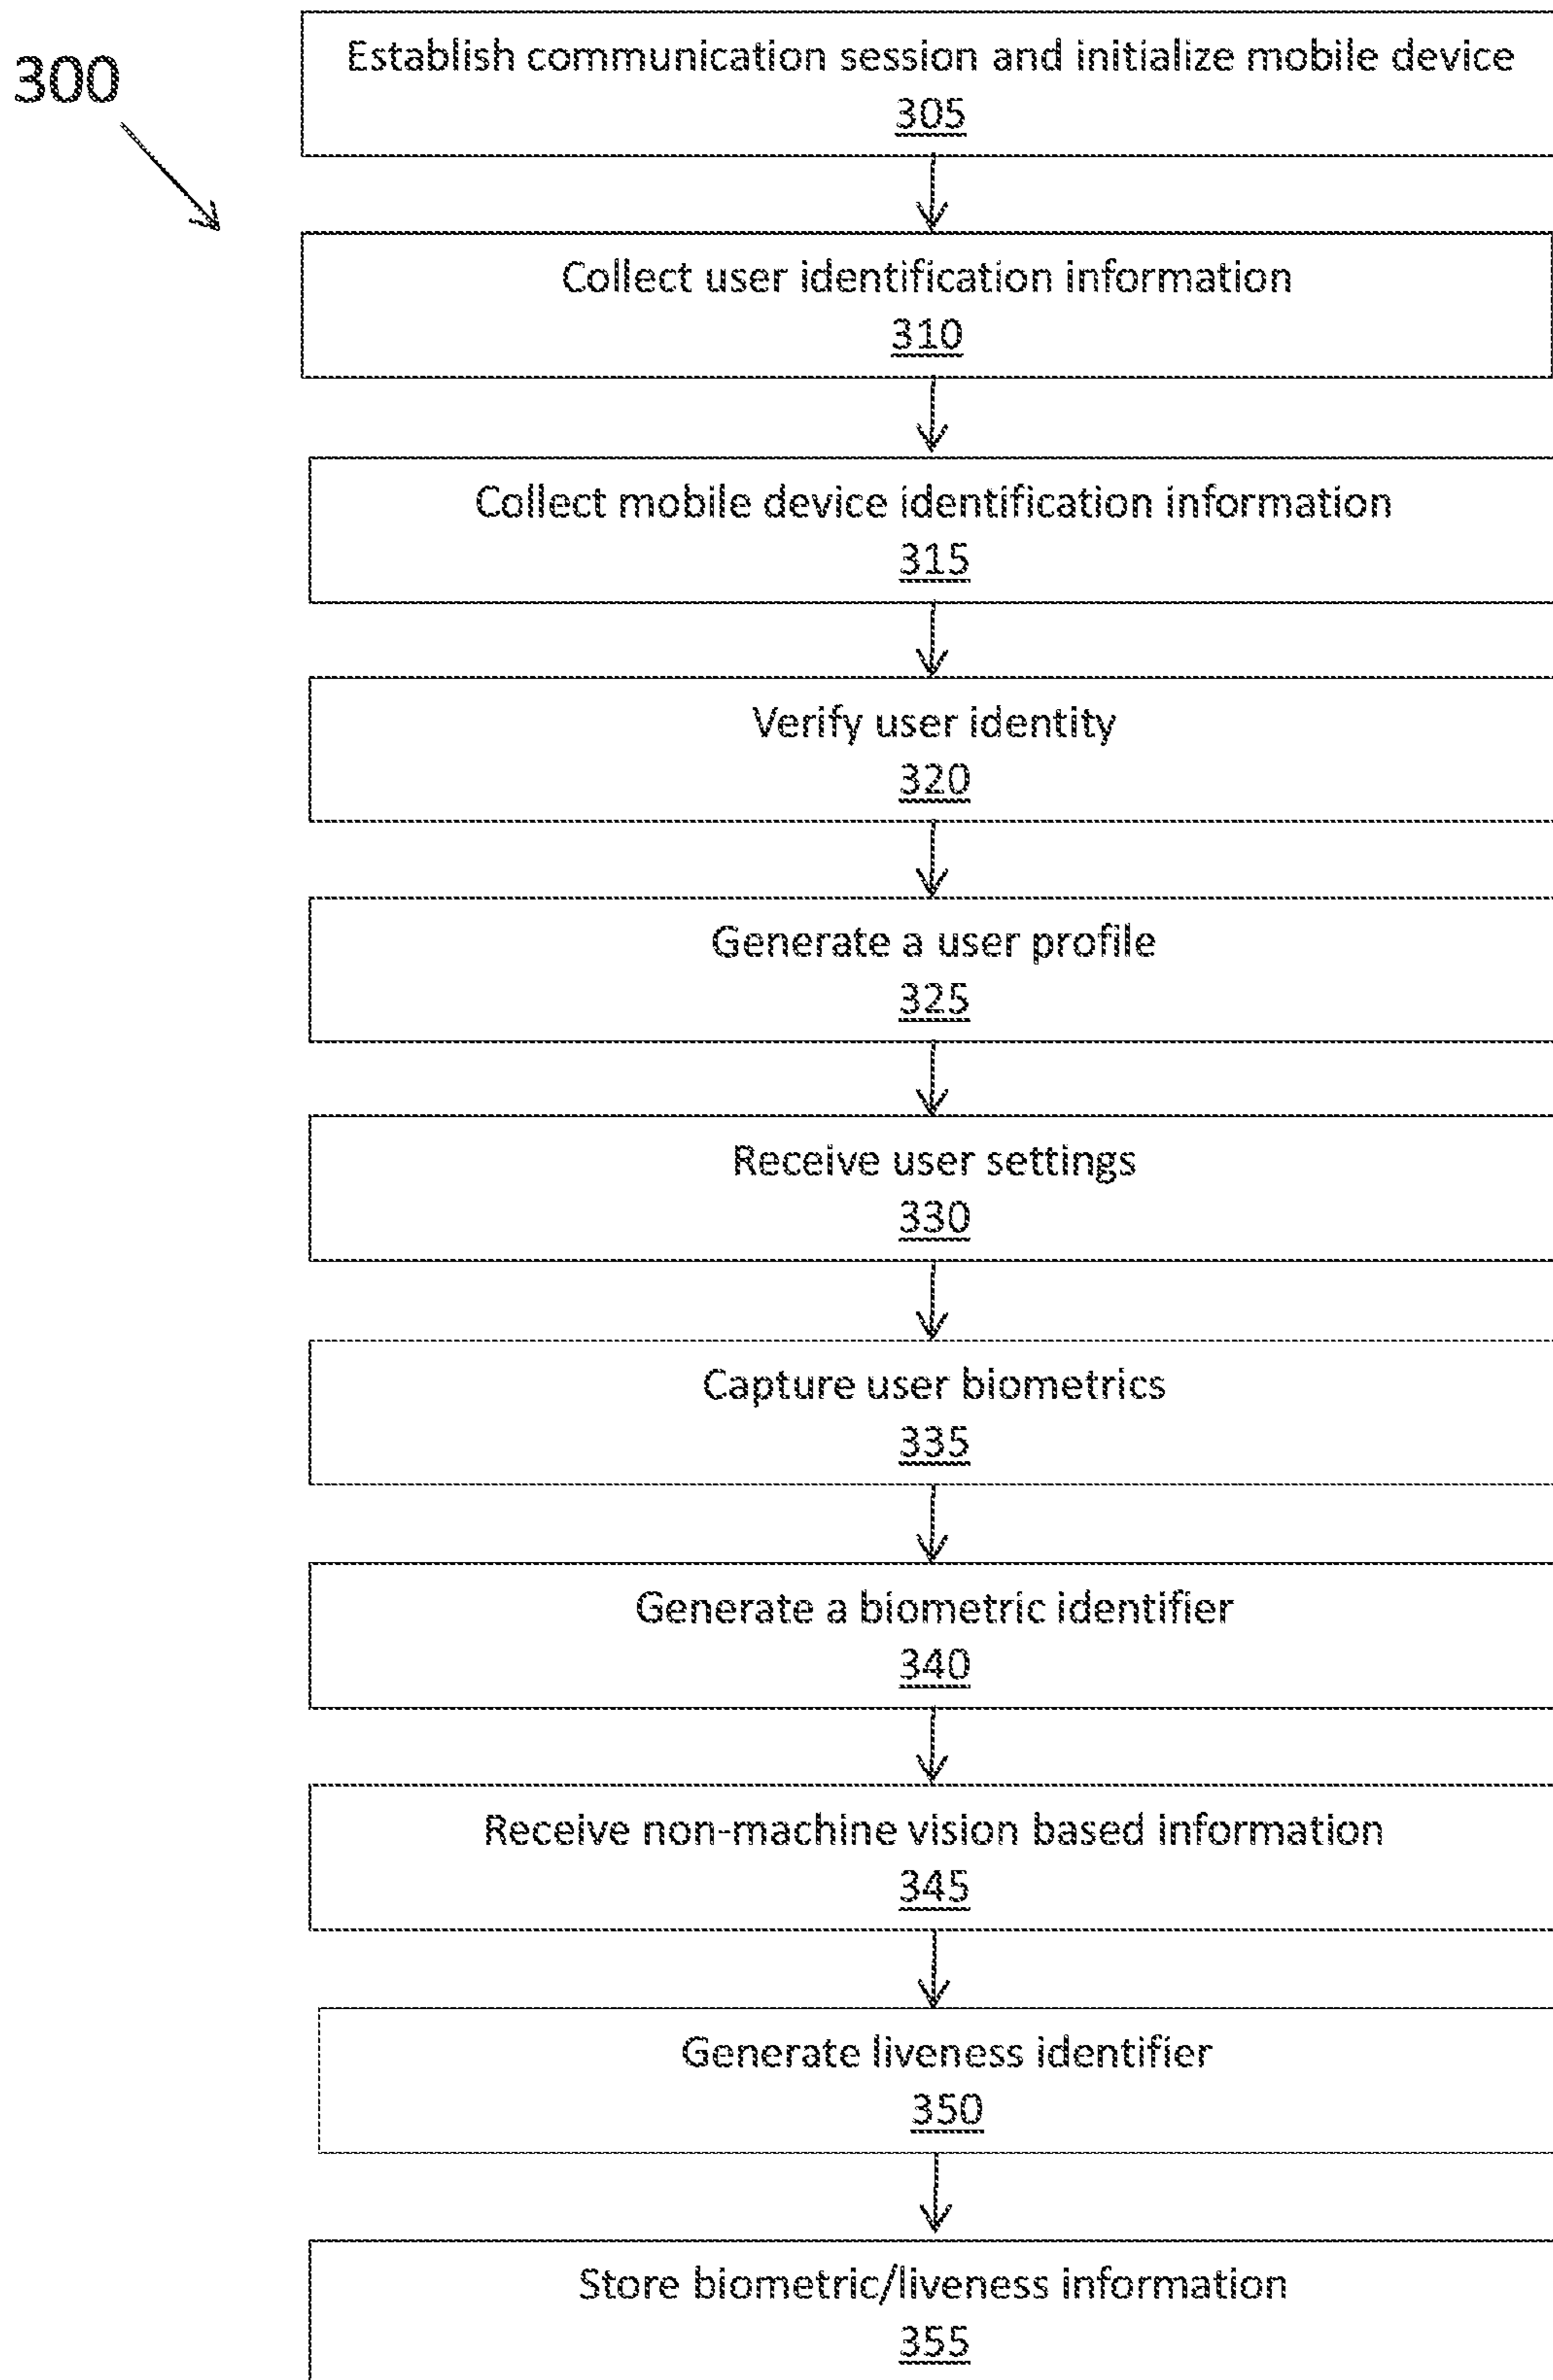 300
Establish communication session and initialize mobile device
305
Collect user identification information
310
Collect mobile device identification information
315
Verify user identity
320
Generate a user profile
325
Receive user settings
330
Capture user biometrics
335
Generate a biometric identifier
340
Receive non-machine vision based information
345
Generate liveness identifier
350
Store biometric/liveness information
355